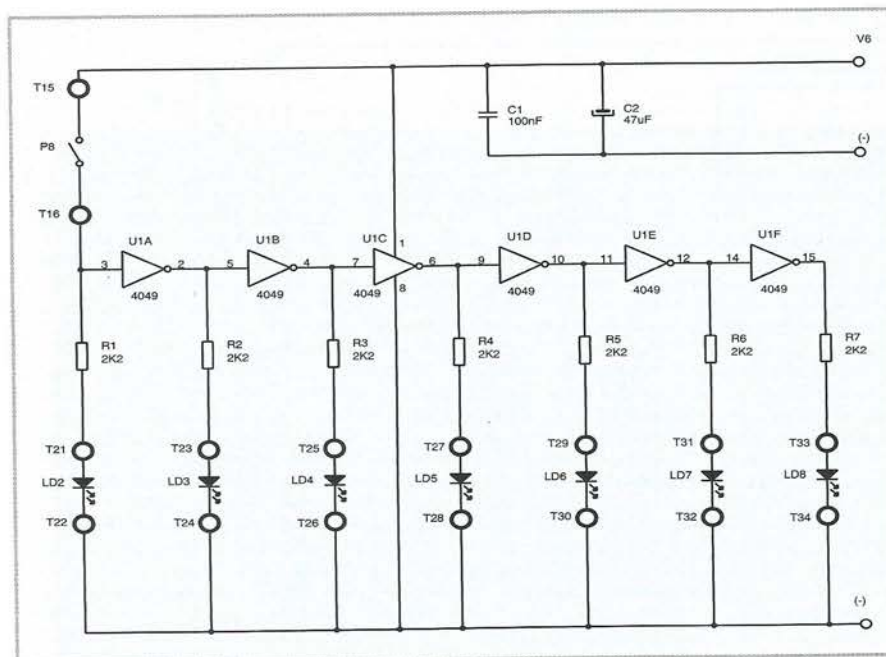 V6
T15
C1
100nF
C2
47uF
P8
(-)
T16
U1A
U1B
U1C
1
U1D
U1E
U1F
3
2
5
4
7
6
9
10
11
12
14
15
4049
4049
4049
8
4049
4049
4049
R1
2K2
R2
2K2
R3
2K2
R4
2K2
R5
2K2
R6
2K2
R7
2K2
T21
T23
T25
T27
T29
T31
T33
LD2
LD3
LD4
LD5
LD6
LD7
LD8
T22
T24
T26
T28
T30
T32
T34
(-)